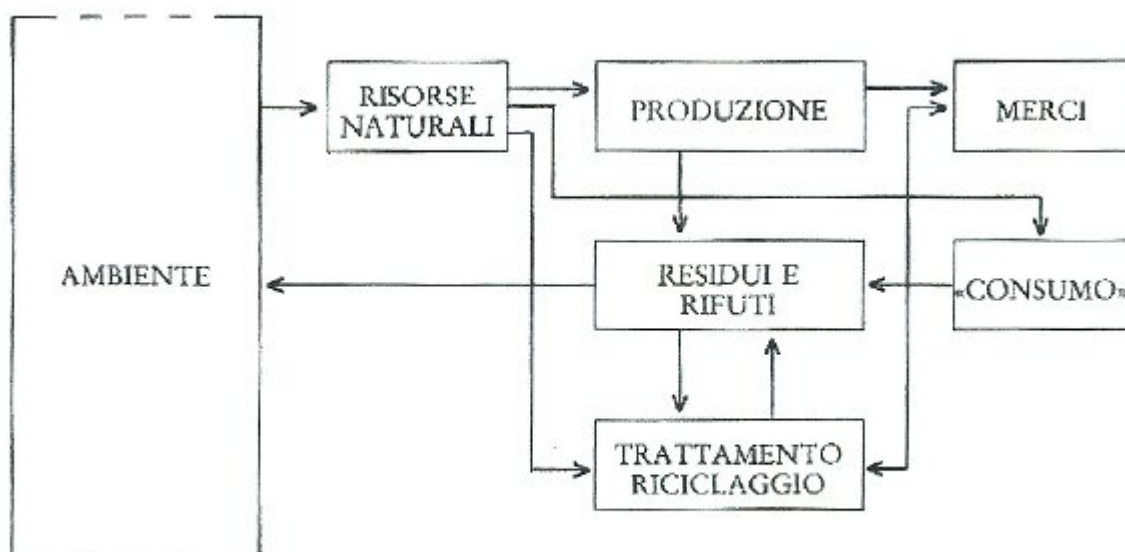 RISORSE
NATURALI
PRODUZIONE
MERCI
AMBIENTE
RESIDUI E
RIFUTI
«CONSUMO»
TRATTAMENTO
RICICLAGGIO